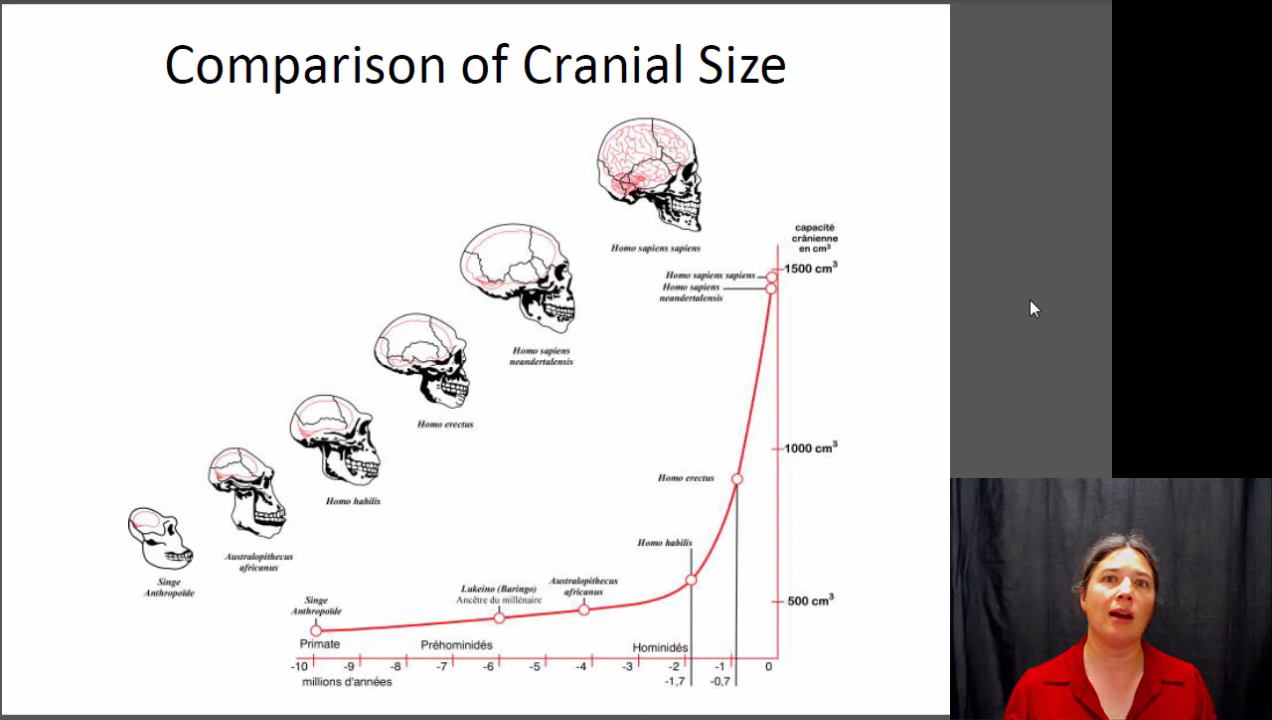 Comparison of Cranial Size
Homo sapiens sapiens
Homo sapiens
neandertalensis
Homo erectus
Homo habilis
Australopithecus
africanus
Singe
Anthropoïde
capacité
crânienne
en cm³
1500 cm³
Homo sapiens sapiens
Homo sapiens
neandertalensis
1000 cm³
Homo erectus
Homo habilis
500 cm³
Singe
Anthropoïde
Lukeino (Baringo)
Ancêtre du millénaire
Australopithecus
africanus
Primate
Préhominidés
Hominidés
-10 -9 -8 -7 -6 -5 -4 -3 -2 -1 0
millions d'années
-1,7 -0,7